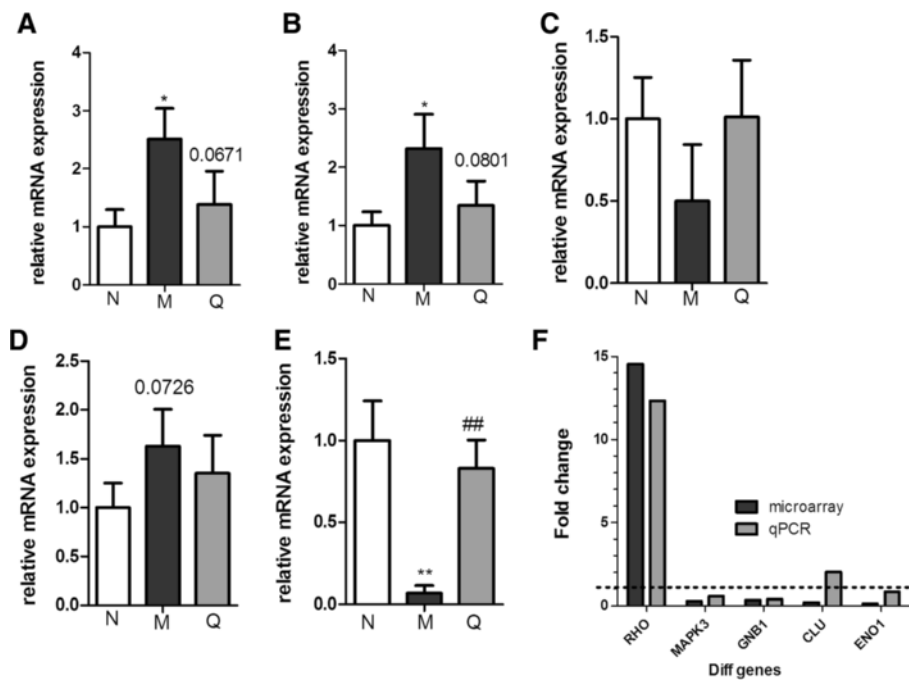 A
relative mRNA expression
4
3
2
1
0
*
0.0671
N M Q
B
relative mRNA expression
4
3
2
1
0
*
0.0801
N M Q
C
relative mRNA expression
1.5
1.0
0.5
0.0
N M Q
D
relative mRNA expression
2.5
2.0
1.5
1.0
0.5
0.0
0.0726
N M Q
E
relative mRNA expression
1.5
1.0
0.5
0.0
**
##
N M Q
F
Fold change
15
10
5
0
microarray
qPCR
RHO MAPK3 GNB1 CLU ENO1
Diff genes